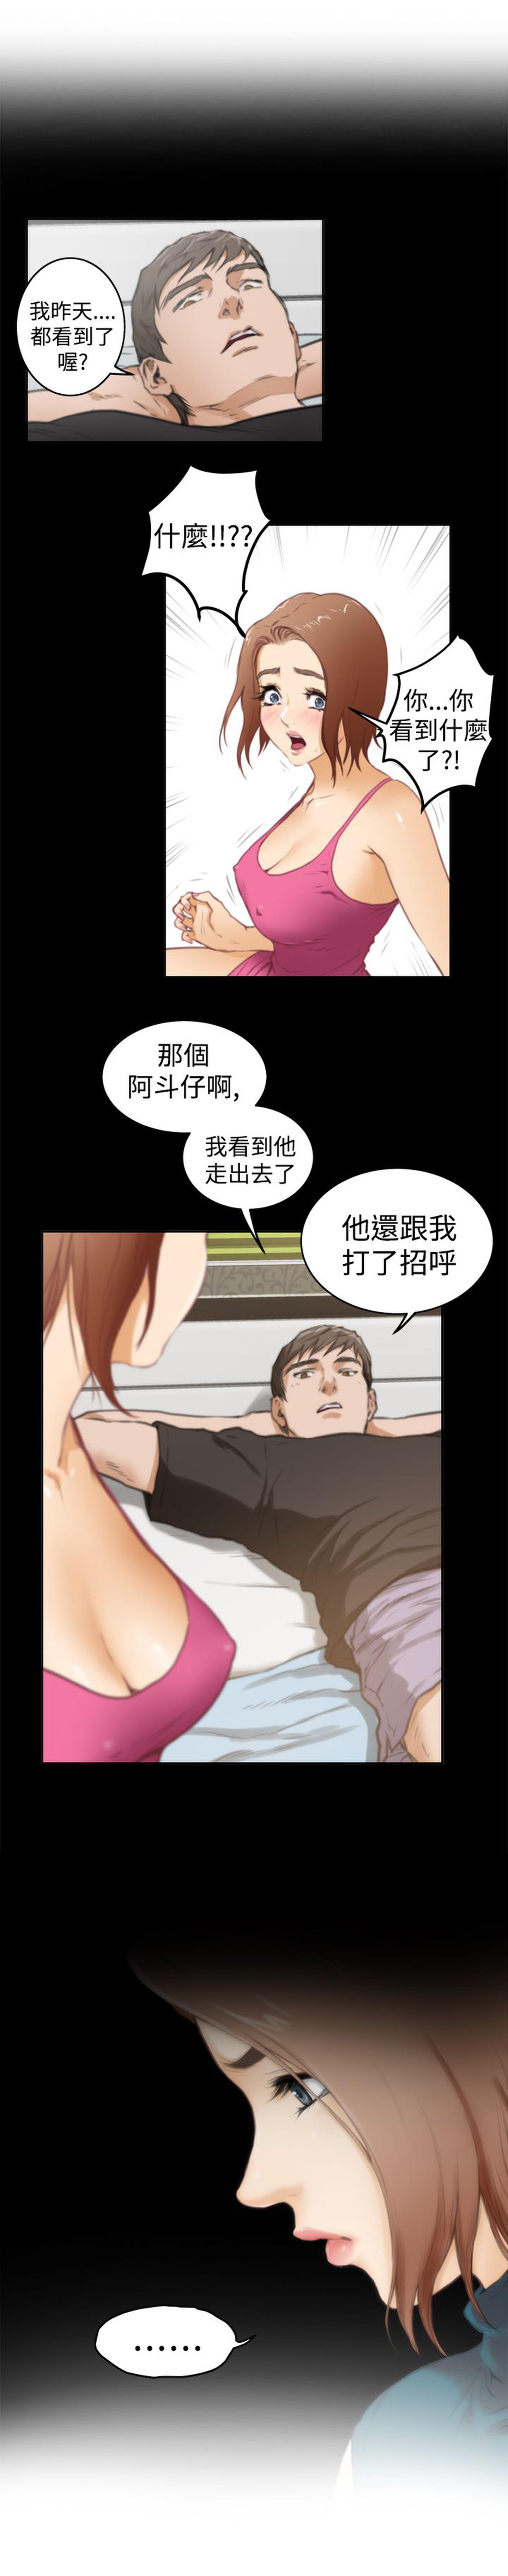 我昨天....
都看到了
喔?
什麼!!??
你...你
看到什麼
了?!
那個
阿斗仔啊,
我看到他
走出去了
他還跟我
打了招呼
......